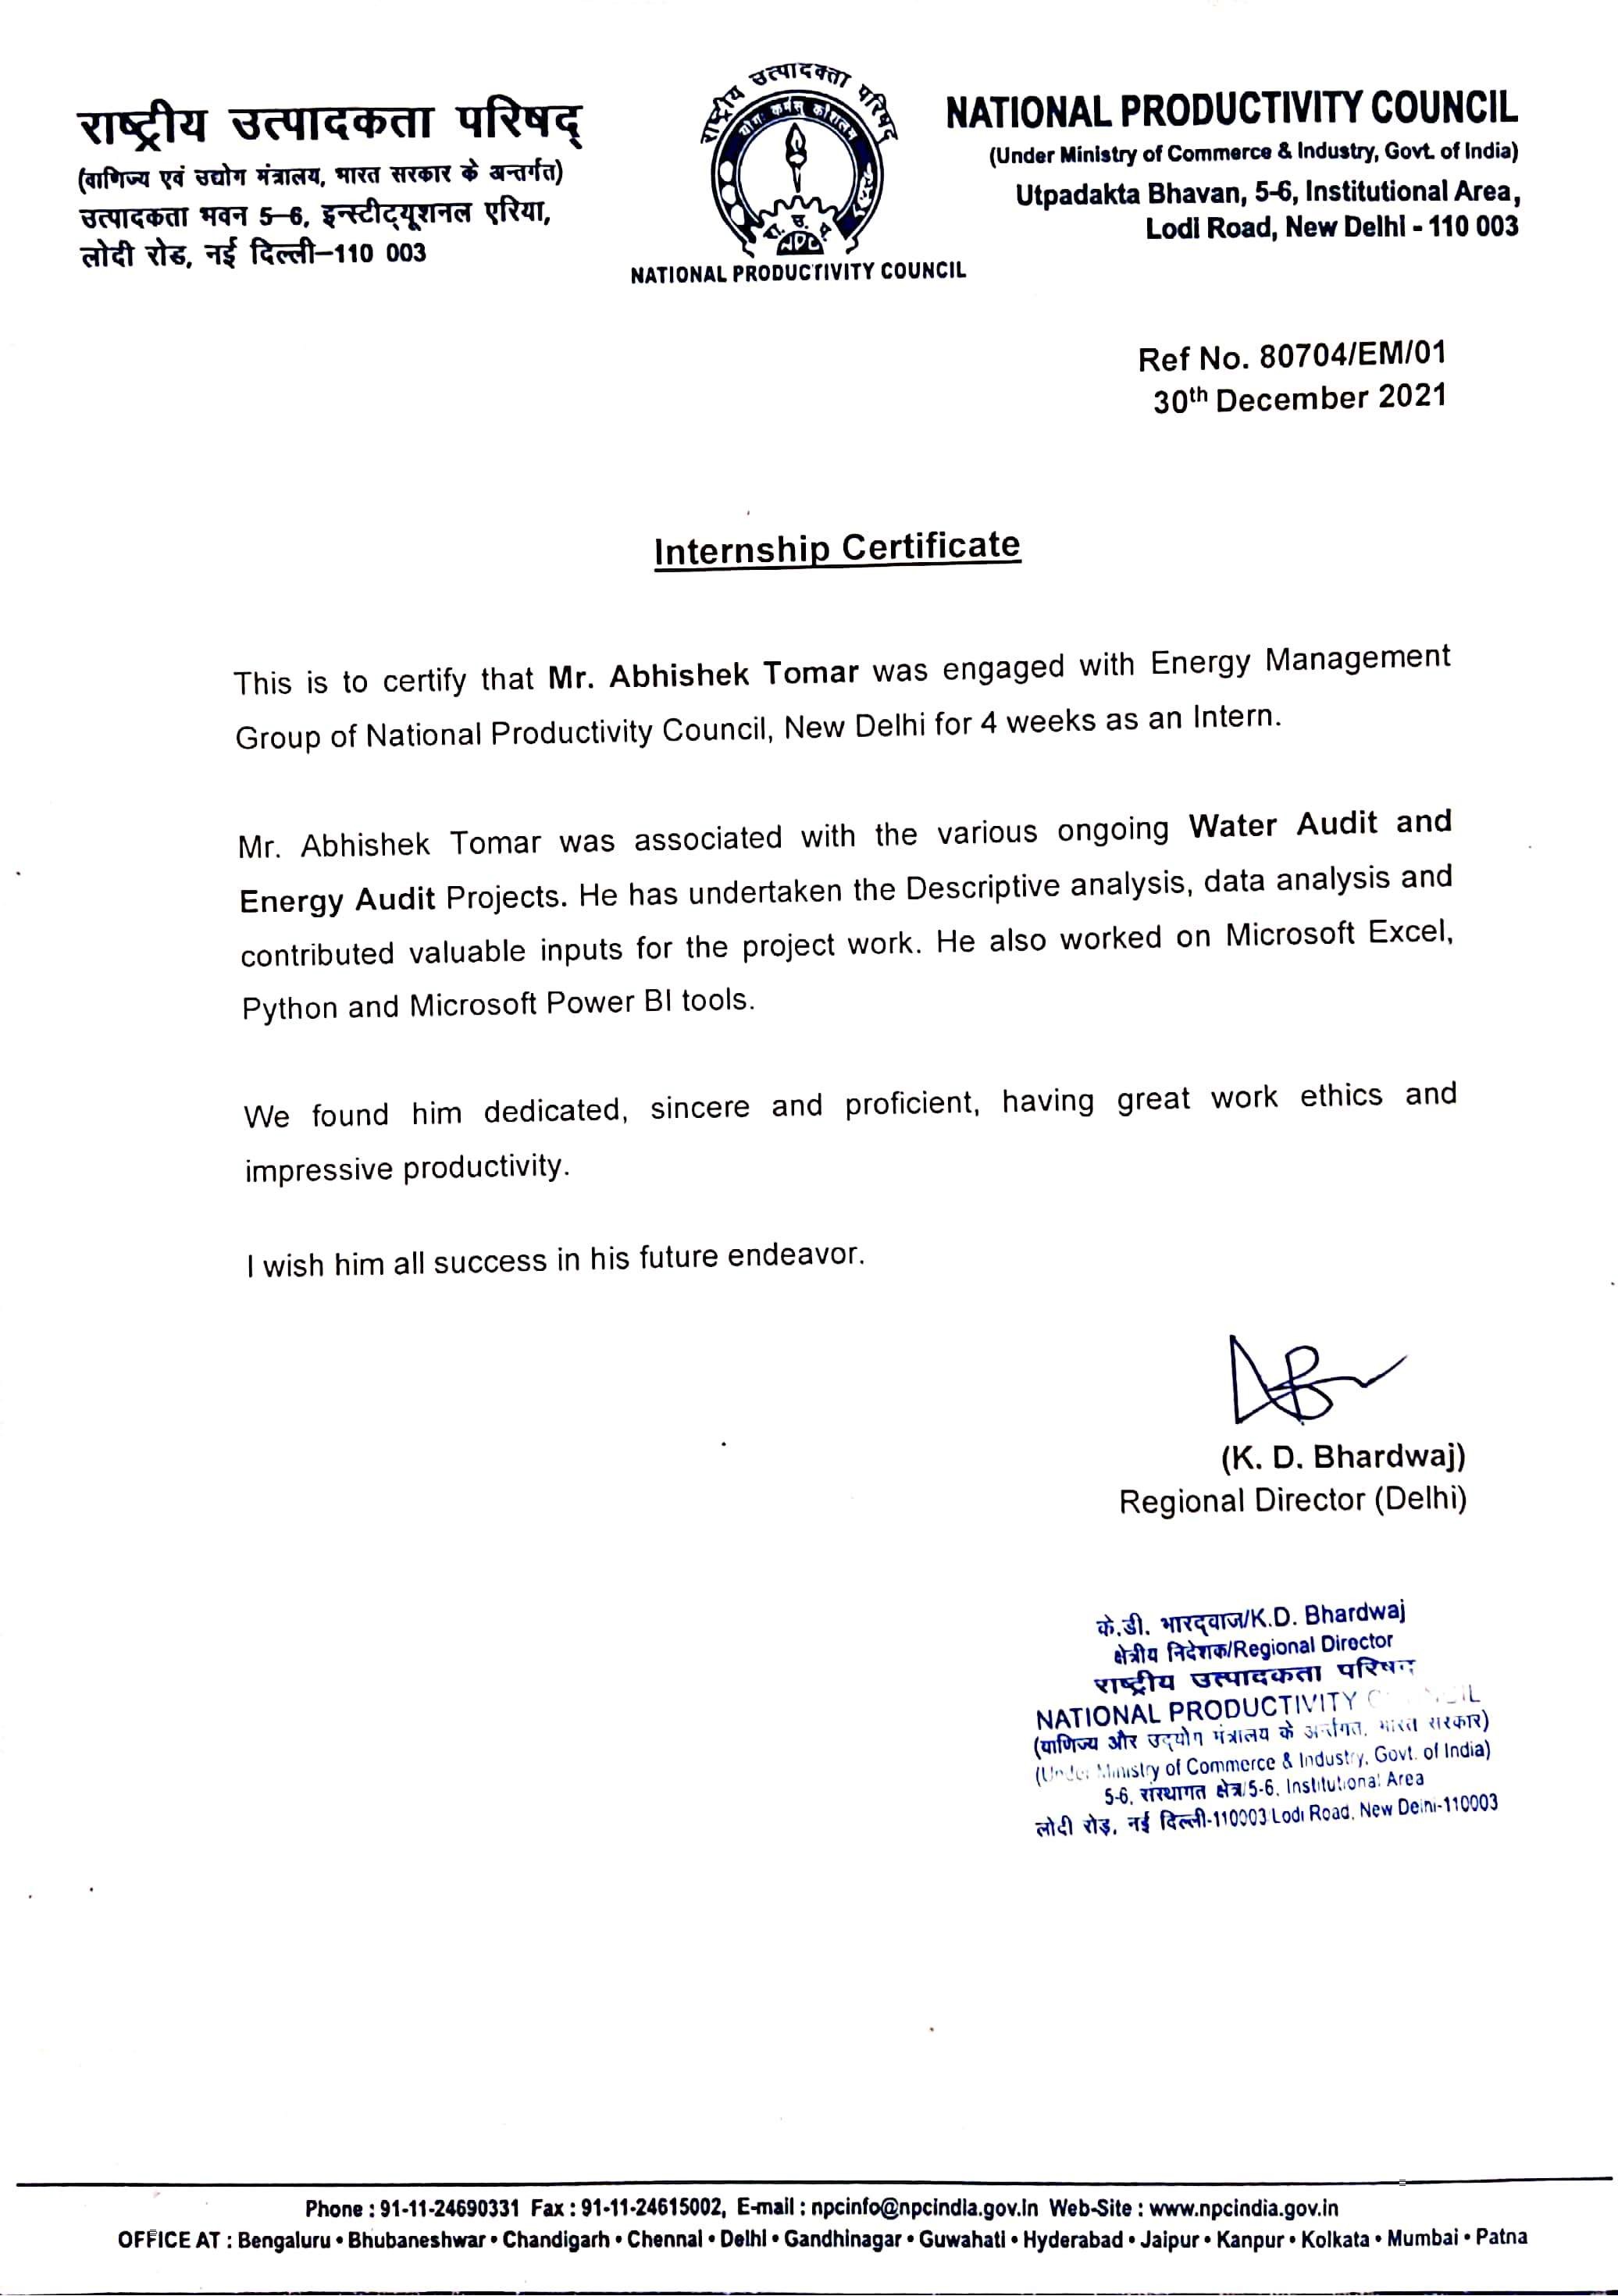 राष्ट्रीय उत्पादकता परिषद्
(वाणिज्य एवं उद्योग मंत्रालय, भारत सरकार के अन्तर्गत)
उत्पादकता भवन 5–6, इन्स्टीट्यूशनल एरिया,
लोदी रोड, नई दिल्ली–110 003
राष्ट्रीय उत्पादक्ता परिषद
योगः कर्मसु कौशलम
रा. उ. प.
NPC
NATIONAL PRODUCTIVITY COUNCIL
NATIONAL PRODUCTIVITY COUNCIL
(Under Ministry of Commerce & Industry, Govt. of India)
Utpadakta Bhavan, 5-6, Institutional Area,
Lodi Road, New Delhi - 110 003
Ref No. 80704/EM/01
30th December 2021
Internship Certificate
This is to certify that Mr. Abhishek Tomar was engaged with Energy Management
Group of National Productivity Council, New Delhi for 4 weeks as an Intern.
Mr. Abhishek Tomar was associated with the various ongoing Water Audit and
Energy Audit Projects. He has undertaken the Descriptive analysis, data analysis and
contributed valuable inputs for the project work. He also worked on Microsoft Excel,
Python and Microsoft Power BI tools.
We found him dedicated, sincere and proficient, having great work ethics and
impressive productivity.
I wish him all success in his future endeavor.
(K. D. Bhardwaj)
Regional Director (Delhi)
के.डी. भारद्वाज/K.D. Bhardwaj
क्षेत्रीय निदेशक/Regional Director
राष्ट्रीय उत्पादकता परिषद
NATIONAL PRODUCTIVITY
(वाणिज्य और उद्योग मंत्रालय के अर्न्तगत, भारत सरकार)
(Under Ministry of Commerce & Industry, Govt. of India)
5-6, संस्थागत क्षेत्र/5-6, Institutional Area
लोदी रोड़, नई दिल्ली-110003/Lodi Road, New Delhi-110003
Phone : 91-11-24690331 Fax : 91-11-24615002, E-mail : npcinfo@npcindia.gov.in Web-Site : www.npcindia.gov.in
OFFICE AT : Bengaluru • Bhubaneshwar • Chandigarh • Chennai • Delhi • Gandhinagar • Guwahati • Hyderabad • Jaipur • Kanpur • Kolkata • Mumbai • Patna